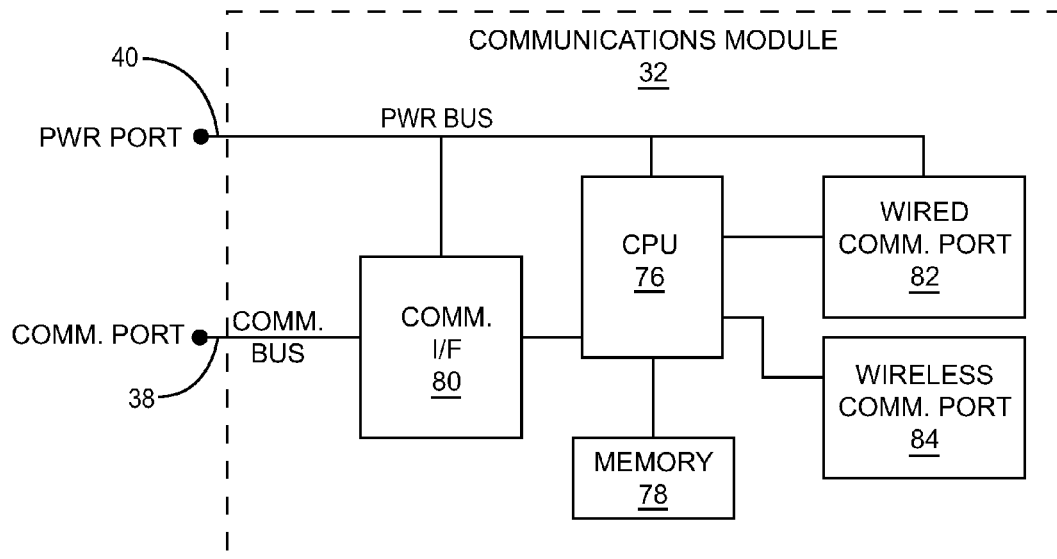 COMMUNICATIONS MODULE
32
40
PWR PORT
PWR BUS
WIRED
COMM. PORT
82
CPU
76
COMM. PORT
COMM.
BUS
COMM.
I/F
80
38
WIRELESS
COMM. PORT
84
MEMORY
78